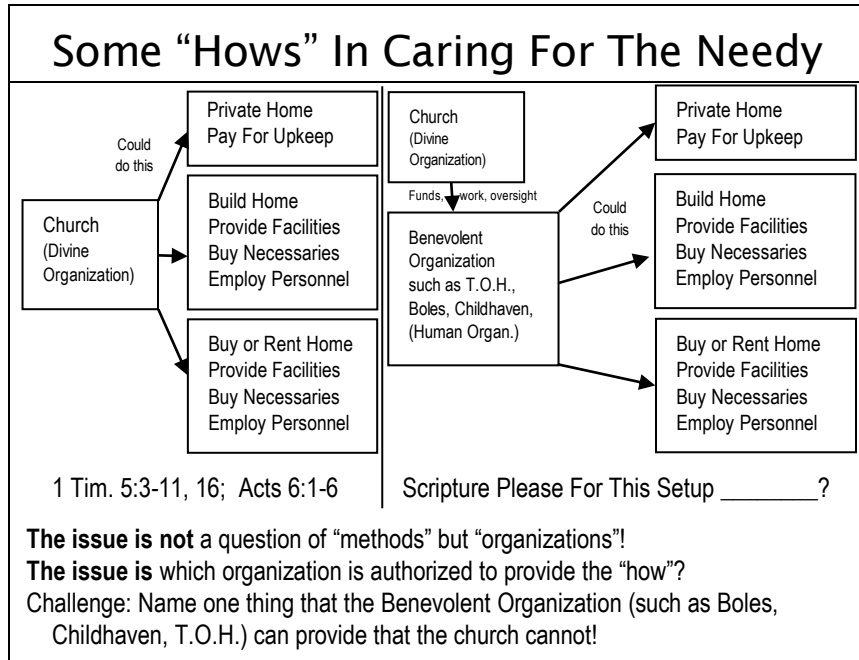 Some “Hows” In Caring For The Needy
Private Home
Pay For Upkeep
Could
do this
Church
(Divine
Organization)
Build Home
Provide Facilities
Buy Necessaries
Employ Personnel
Buy or Rent Home
Provide Facilities
Buy Necessaries
Employ Personnel
1 Tim. 5:3-11, 16; Acts 6:1-6
Church
(Divine
Organization)
Funds, work, oversight
Benevolent
Organization
such as T.O.H.,
Boles, Childhaven,
(Human Organ.)
Could
do this
Private Home
Pay For Upkeep
Build Home
Provide Facilities
Buy Necessaries
Employ Personnel
Buy or Rent Home
Provide Facilities
Buy Necessaries
Employ Personnel
Scripture Please For This Setup ________?
The issue is not a question of “methods” but “organizations”!
The issue is which organization is authorized to provide the “how”?
Challenge: Name one thing that the Benevolent Organization (such as Boles,
Childhaven, T.O.H.) can provide that the church cannot!